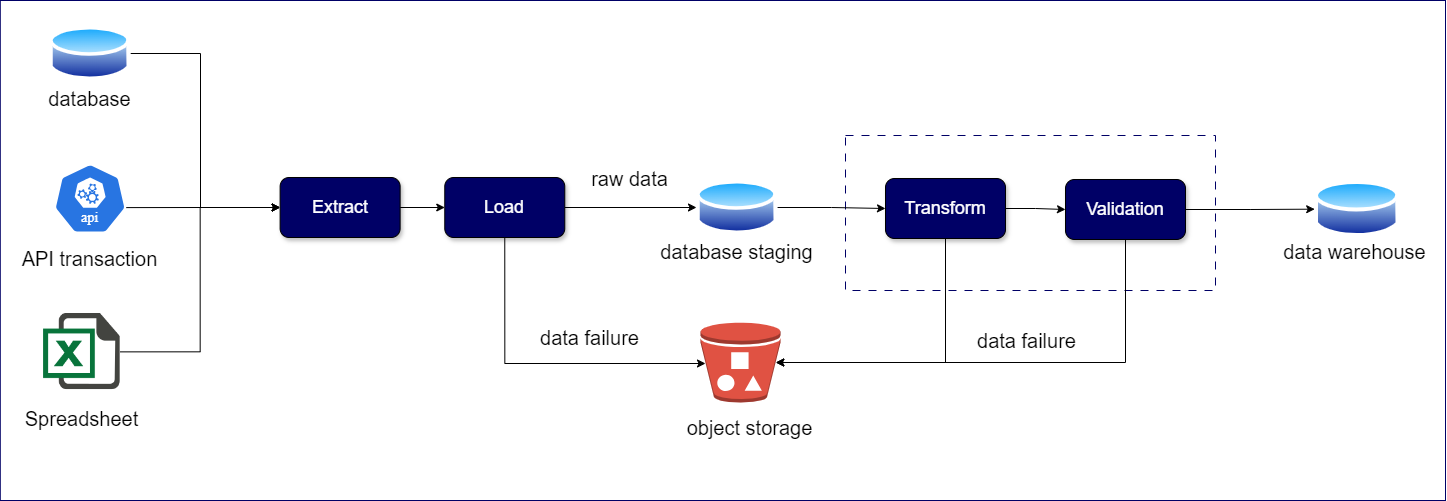 database
api
API transaction
X
Spreadsheet
Extract
Load
raw data
database staging
data failure
object storage
Transform
Validation
data failure
data warehouse